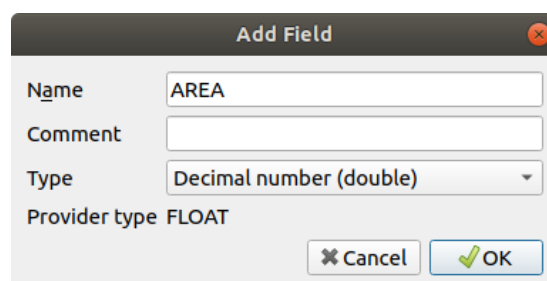 Add Field
Name AREA
Comment
Type Decimal number (double)
Provider type FLOAT
Cancel OK